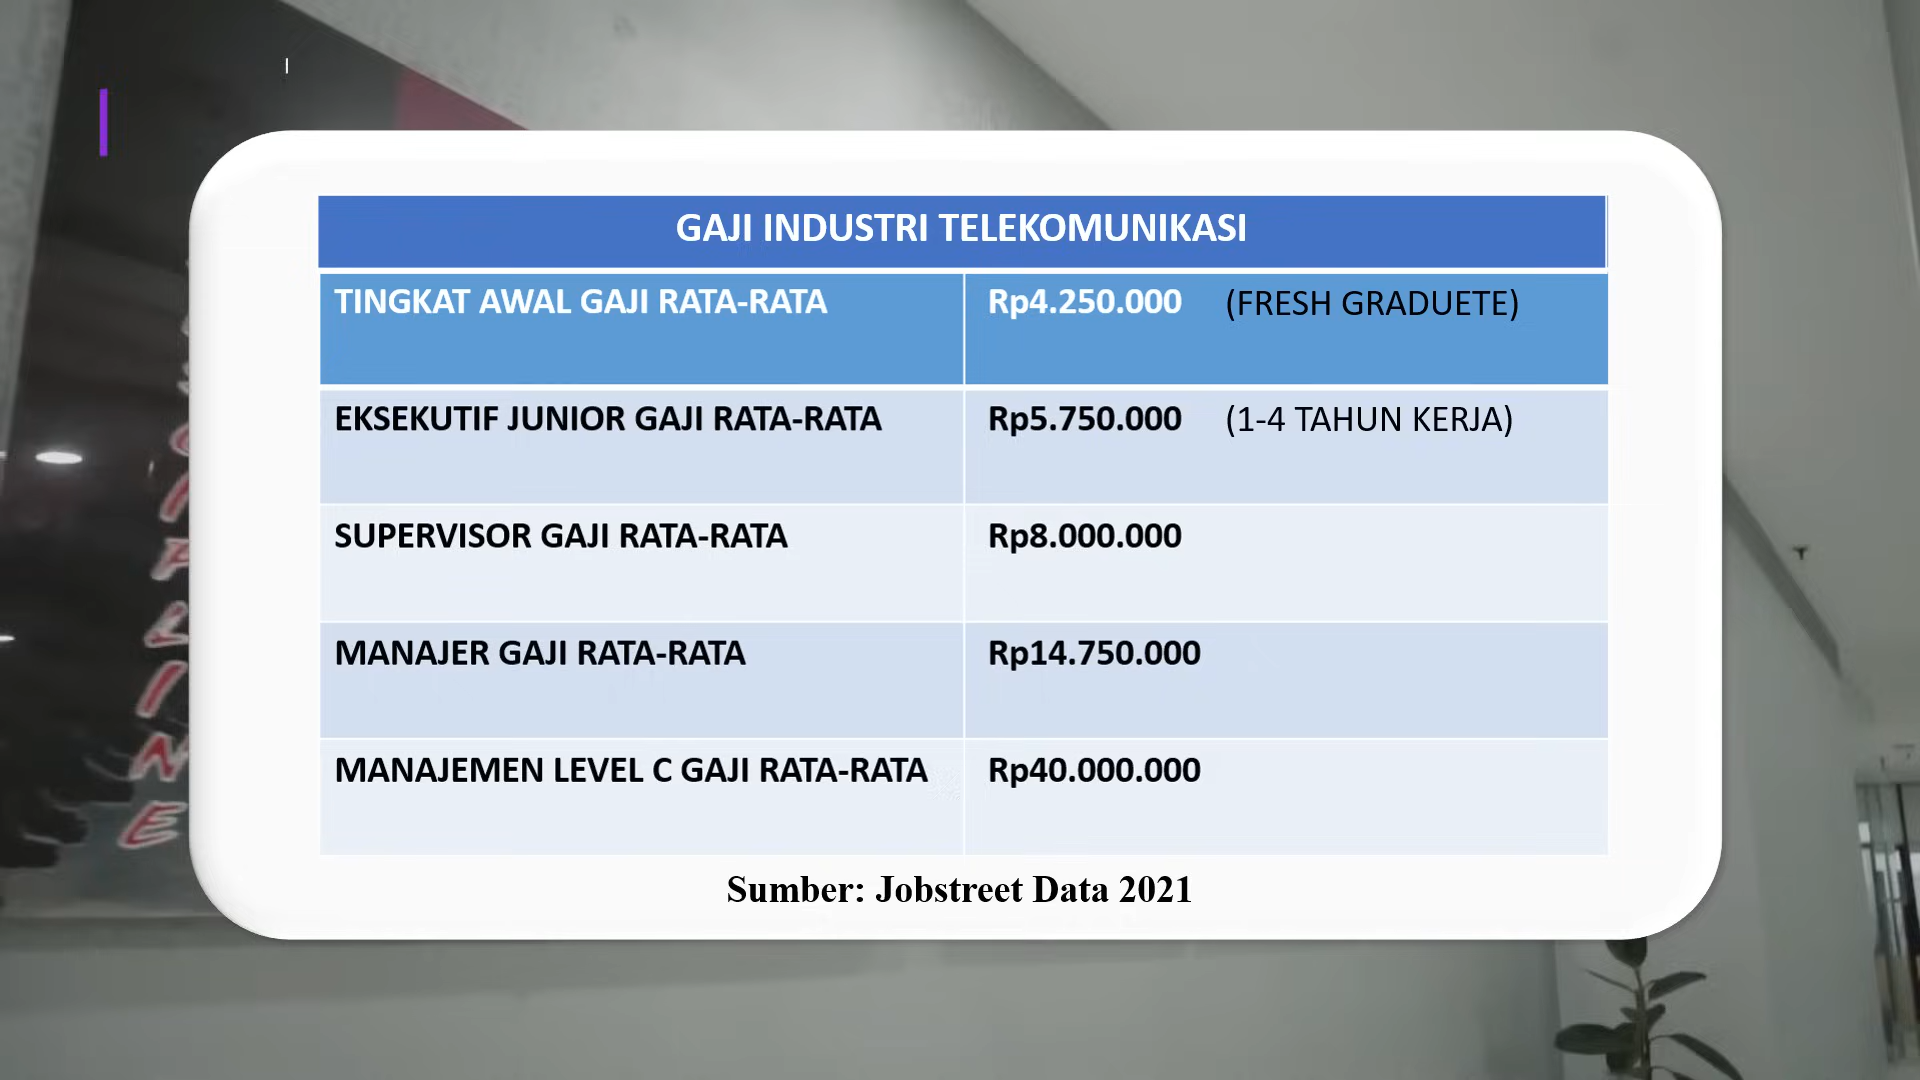 GAJI INDUSTRI TELEKOMUNIKASI
TINGKAT AWAL GAJI RATA-RATA Rp4.250.000 (FRESH GRADUETE)
EKSEKUTIF JUNIOR GAJI RATA-RATA Rp5.750.000 (1-4 TAHUN KERJA)
SUPERVISOR GAJI RATA-RATA Rp8.000.000
MANAJER GAJI RATA-RATA Rp14.750.000
MANAJEMEN LEVEL C GAJI RATA-RATA Rp40.000.000
Sumber: Jobstreet Data 2021